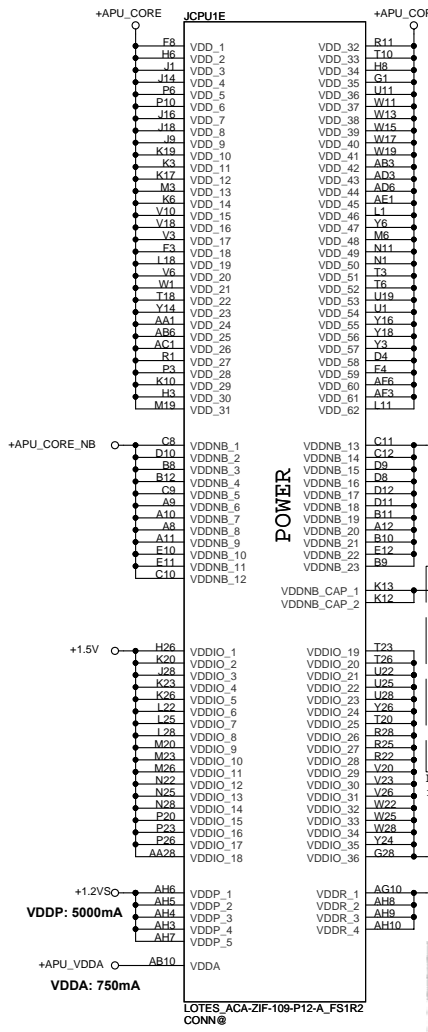 +APU_CORE
JCPU1E
F8 VDD_1
H6 VDD_2
J1 VDD_3
J14 VDD_4
P6 VDD_5
P10 VDD_6
J16 VDD_7
J18 VDD_8
J9 VDD_9
K19 VDD_10
K3 VDD_11
K17 VDD_12
M3 VDD_13
K6 VDD_14
V10 VDD_15
V18 VDD_16
V3 VDD_17
F3 VDD_18
L18 VDD_19
V6 VDD_20
W1 VDD_21
T18 VDD_22
Y14 VDD_23
AA1 VDD_24
AB6 VDD_25
AC1 VDD_26
R1 VDD_27
P3 VDD_28
K10 VDD_29
H3 VDD_30
M19 VDD_31
VDD_32 R11
VDD_33 T10
VDD_34 H8
VDD_35 G1
VDD_36 U11
VDD_37 W11
VDD_38 W13
VDD_39 W15
VDD_40 W17
VDD_41 W19
VDD_42 AB3
VDD_43 AD3
VDD_44 AD6
VDD_45 AE1
VDD_46 L1
VDD_47 Y6
VDD_48 M6
VDD_49 N11
VDD_50 N1
VDD_51 T3
VDD_52 T6
VDD_53 U19
VDD_54 U1
VDD_55 Y16
VDD_56 Y18
VDD_57 Y3
VDD_58 D4
VDD_59 F4
VDD_60 AF6
VDD_61 AF3
VDD_62 L11
+APU_CORE_NB
C8 VDDNB_1
D10 VDDNB_2
B8 VDDNB_3
B12 VDDNB_4
C9 VDDNB_5
A9 VDDNB_6
A10 VDDNB_7
A8 VDDNB_8
A11 VDDNB_9
E10 VDDNB_10
E11 VDDNB_11
C10 VDDNB_12
POWER
VDDNB_13 C11
VDDNB_14 C12
VDDNB_15 D9
VDDNB_16 D8
VDDNB_17 D12
VDDNB_18 D11
VDDNB_19 B11
VDDNB_20 A12
VDDNB_21 B10
VDDNB_22 E12
VDDNB_23 B9
VDDNB_CAP_1 K13
VDDNB_CAP_2 K12
+1.5V
H26 VDDIO_1
K20 VDDIO_2
J28 VDDIO_3
K23 VDDIO_4
K26 VDDIO_5
L22 VDDIO_6
L25 VDDIO_7
L28 VDDIO_8
M20 VDDIO_9
M23 VDDIO_10
M26 VDDIO_11
N22 VDDIO_12
N25 VDDIO_13
N28 VDDIO_14
P20 VDDIO_15
P23 VDDIO_16
P26 VDDIO_17
AA28 VDDIO_18
VDDIO_19 T23
VDDIO_20 T26
VDDIO_21 U22
VDDIO_22 U25
VDDIO_23 U28
VDDIO_24 Y26
VDDIO_25 T20
VDDIO_26 R28
VDDIO_27 R25
VDDIO_28 R22
VDDIO_29 V20
VDDIO_30 V23
VDDIO_31 V26
VDDIO_32 W22
VDDIO_33 W25
VDDIO_34 W28
VDDIO_35 Y24
VDDIO_36 G28
+1.2VS
VDDP: 5000mA
AH6 VDDP_1
AH5 VDDP_2
AH4 VDDP_3
AH3 VDDP_4
AH7 VDDP_5
VDDR_1 AG10
VDDR_2 AH8
VDDR_3 AH9
VDDR_4 AH10
+APU_VDDA
AB10 VDDA
VDDA: 750mA
LOTES_ACA-ZIF-109-P12-A_FS1R2
CONN@